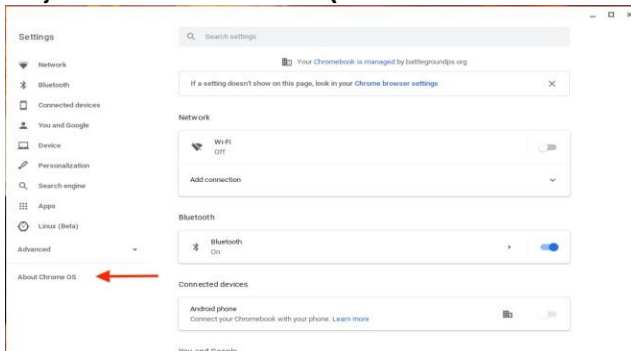 Settings
Search settings
Network
Bluetooth
Connected devices
You and Google
Device
Personalization
Search engine
Apps
Linux (Beta)
Advanced
About Chrome OS
Your Chromebook is managed by battlegroundps.org
If a setting doesn't show on this page, look in your Chrome browser settings
Network
Wi-Fi
Off
Add connection
Bluetooth
Bluetooth
On
Connected devices
Android phone
Connect your Chromebook with your phone. Learn more
You and Google